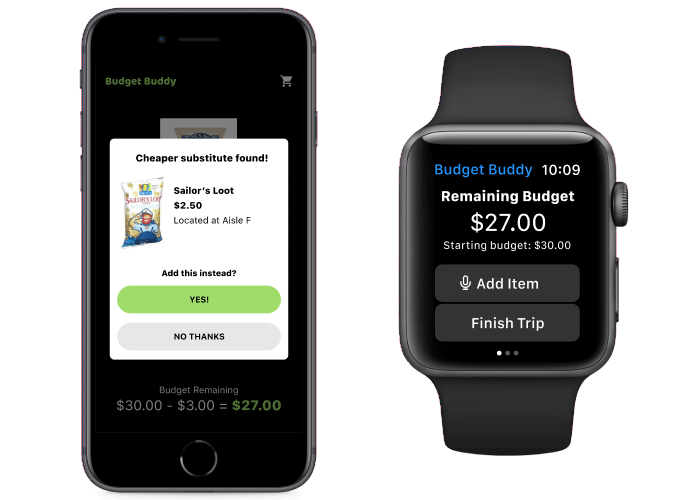 Budget Buddy
Cheaper substitute found!
SAILOR'S LOOT
Sailor's Loot
$2.50
Located at Aisle F
Add this instead?
YES!
NO THANKS
Budget Remaining
$30.00 - $3.00 = $27.00
Budget Buddy 10:09
Remaining Budget
$27.00
Starting budget: $30.00
Add Item
Finish Trip